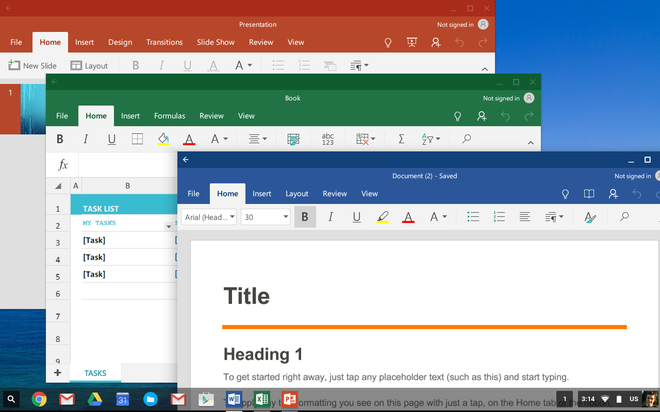 Presentation
Not signed in
File Home Insert Design Transitions Slide Show Review View
New Slide Layout B I U A A
1
Book
Not signed in
File Home Insert Formulas Review View
B I U A A abc 123 Σ
fx
A B
1 TASK LIST
2 MY TASKS
3 [Task]
4 [Task]
5 [Task]
6
7
8
9
+ TASKS
Document (2) - Saved
Not signed in
File Home Insert Layout Review View
Arial (Head... 30 B I U A A
Title
Heading 1
To get started right away, just tap any placeholder text (such as this) and start typing.
formatting you see on this page with just a tap, on the Home tab
31
1 3:14 US